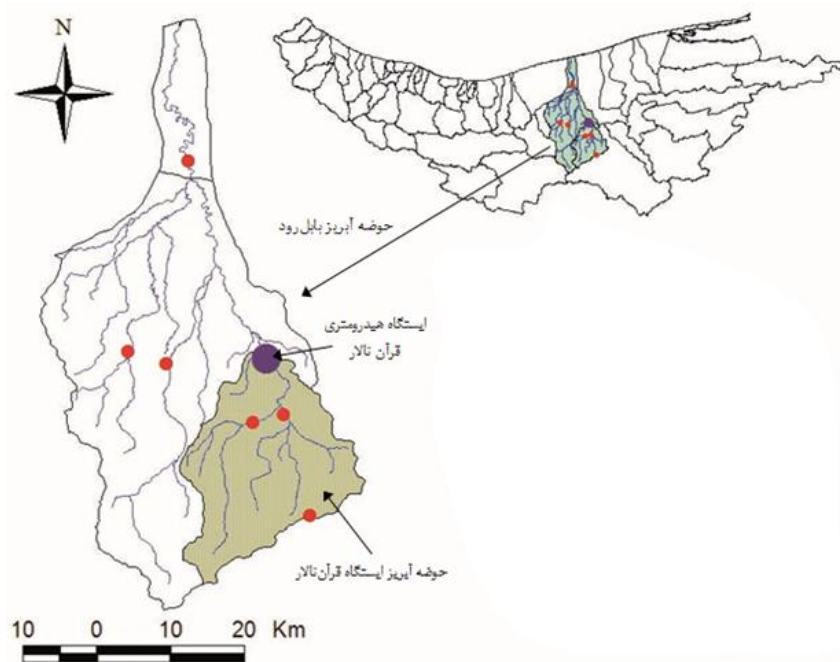 N
حوضه آبریز بابل‌رود
ایستگاه هیدرومتری
قرآن تالار
حوضه آبریز ایستگاه قرآن‌تالار
10 0 10 20 Km